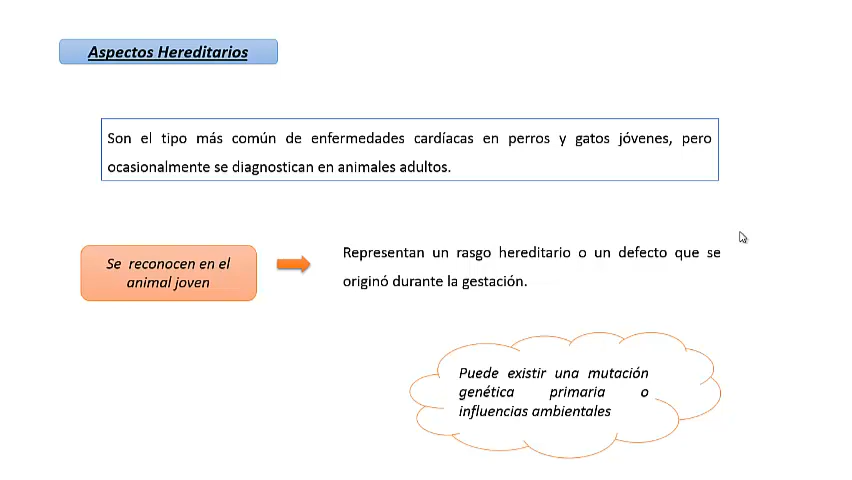 Aspectos Hereditarios
Son el tipo más común de enfermedades cardíacas en perros y gatos jóvenes, pero
ocasionalmente se diagnostican en animales adultos.
Se reconocen en el
animal joven
Representan un rasgo hereditario o un defecto que se
originó durante la gestación.
Puede existir una mutación
genética primaria o
influencias ambientales